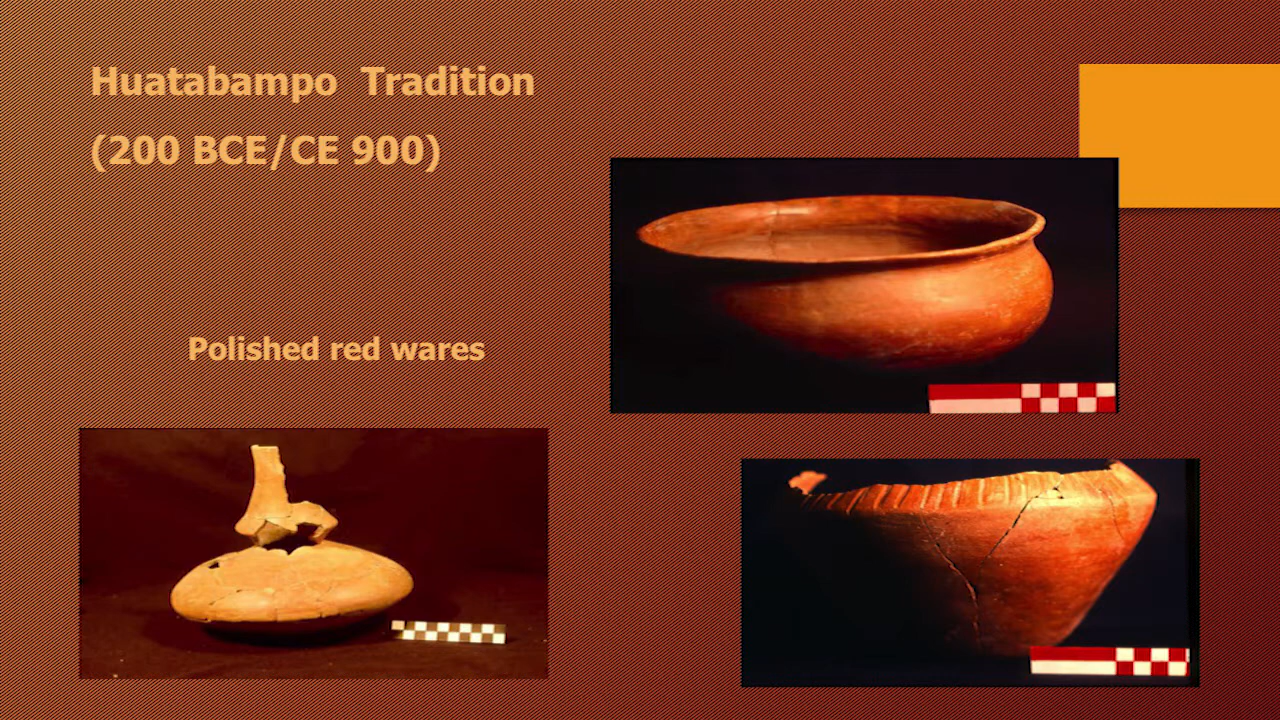 Huatabampo Tradition
(200 BCE/CE 900)
Polished red wares